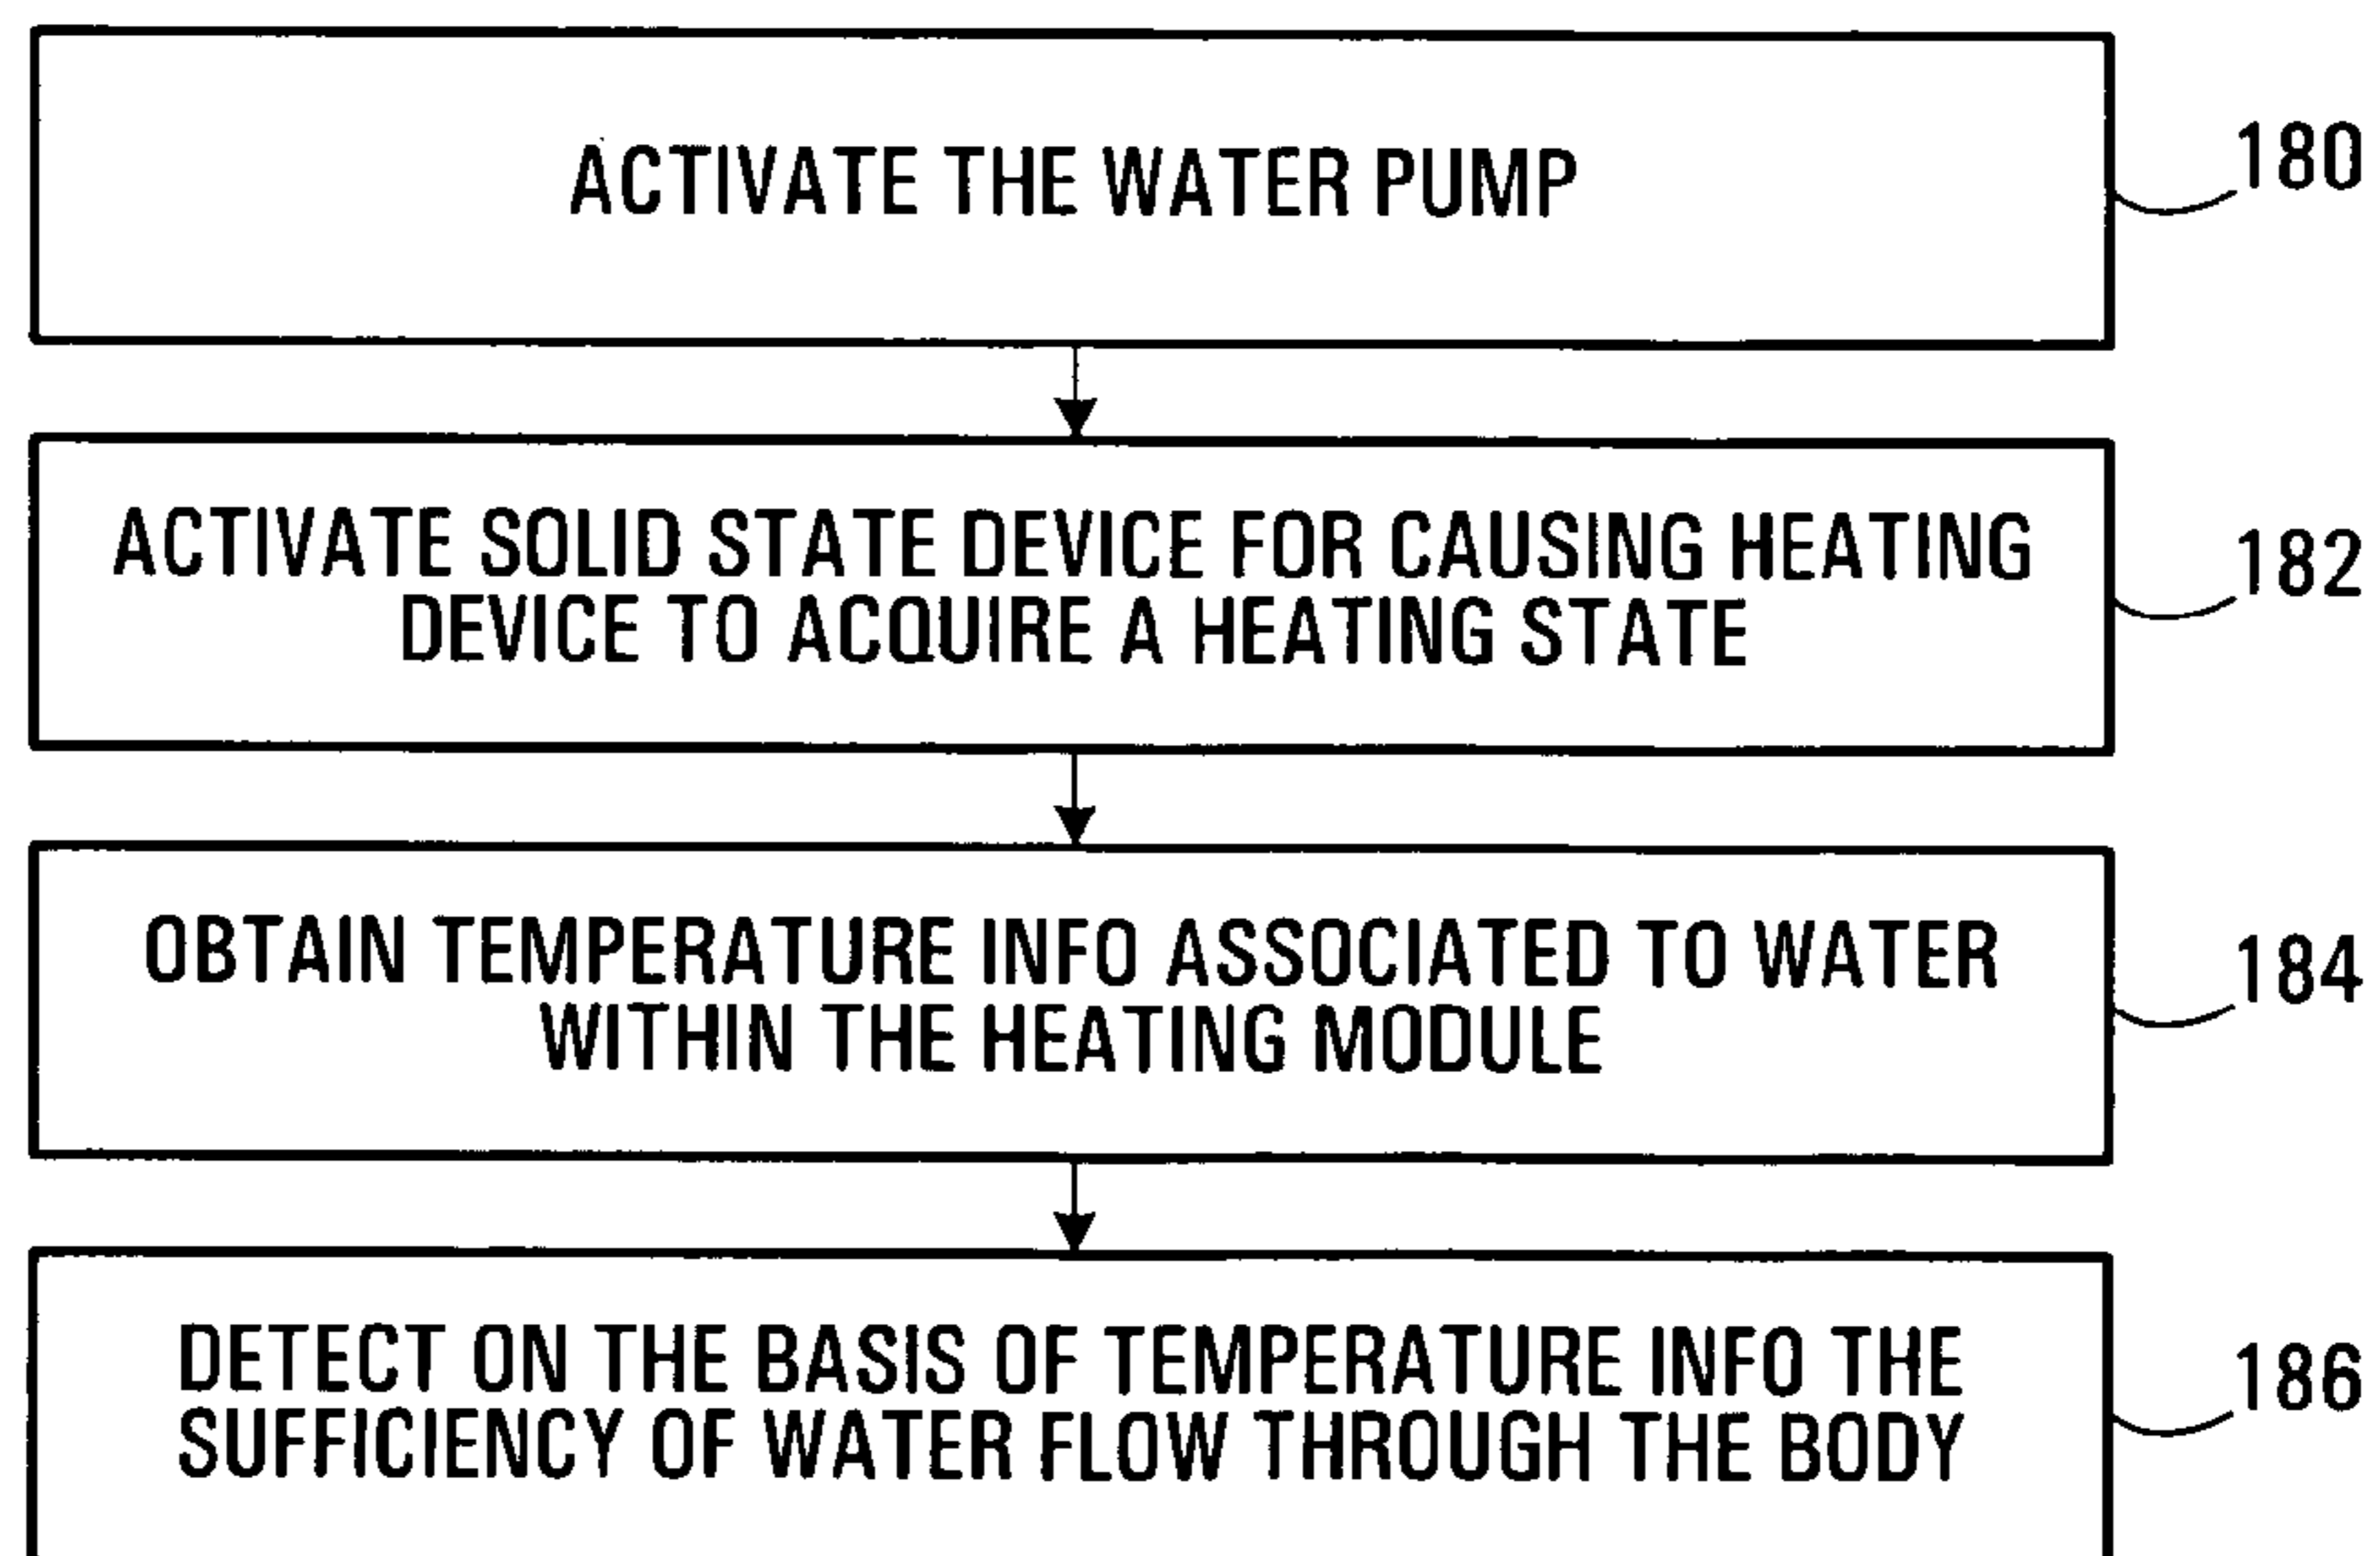 ACTIVATE THE WATER PUMP
180
ACTIVATE SOLID STATE DEVICE FOR CAUSING HEATING
DEVICE TO ACQUIRE A HEATING STATE
182
OBTAIN TEMPERATURE INFO ASSOCIATED TO WATER
WITHIN THE HEATING MODULE
184
DETECT ON THE BASIS OF TEMPERATURE INFO THE
SUFFICIENCY OF WATER FLOW THROUGH THE BODY
186